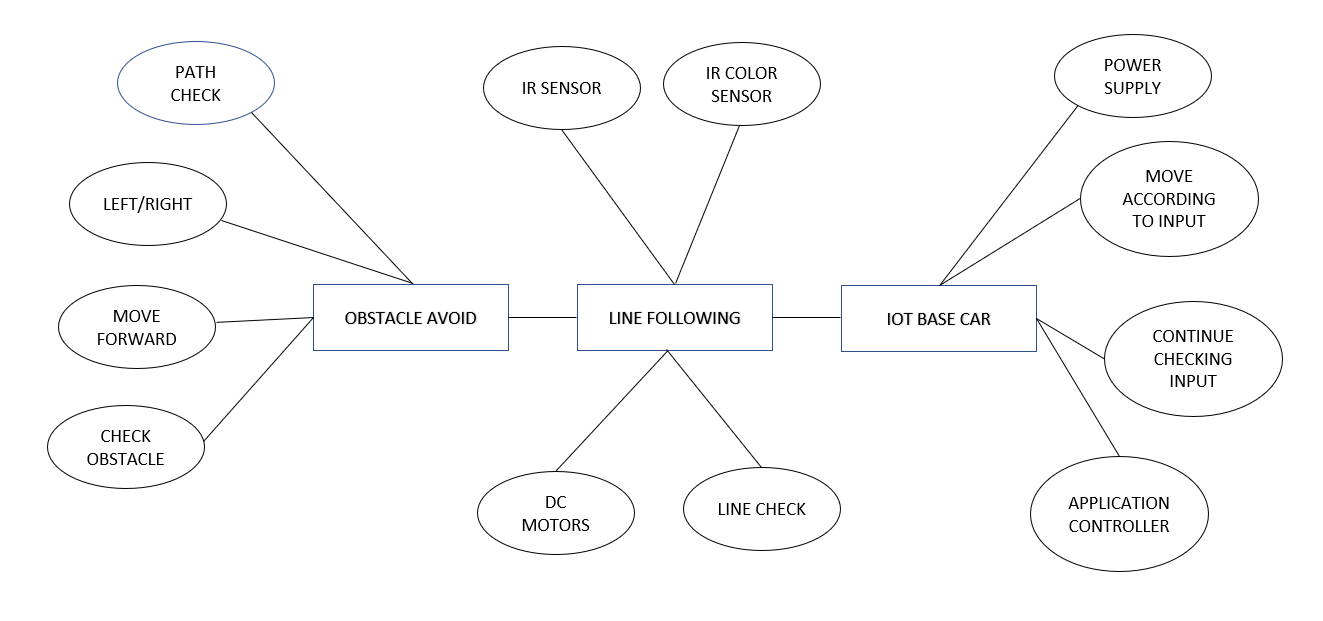 PATH
CHECK
IR SENSOR
IR COLOR
SENSOR
POWER
SUPPLY
LEFT/RIGHT
MOVE
ACCORDING
TO INPUT
MOVE
FORWARD
OBSTACLE AVOID
LINE FOLLOWING
IOT BASE CAR
CONTINUE
CHECKING
INPUT
CHECK
OBSTACLE
DC
MOTORS
LINE CHECK
APPLICATION
CONTROLLER